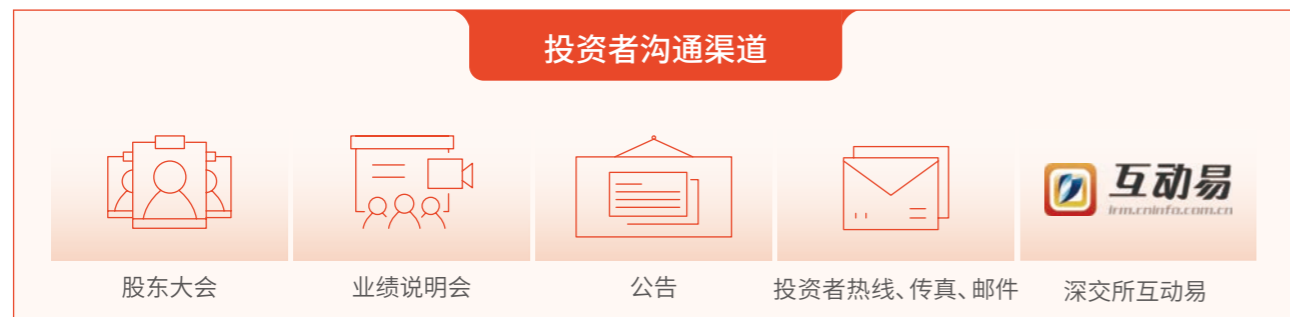 投资者沟通渠道
互动易
irm.cninfo.com.cn
股东大会
业绩说明会
公告
投资者热线、传真、邮件
深交所互动易